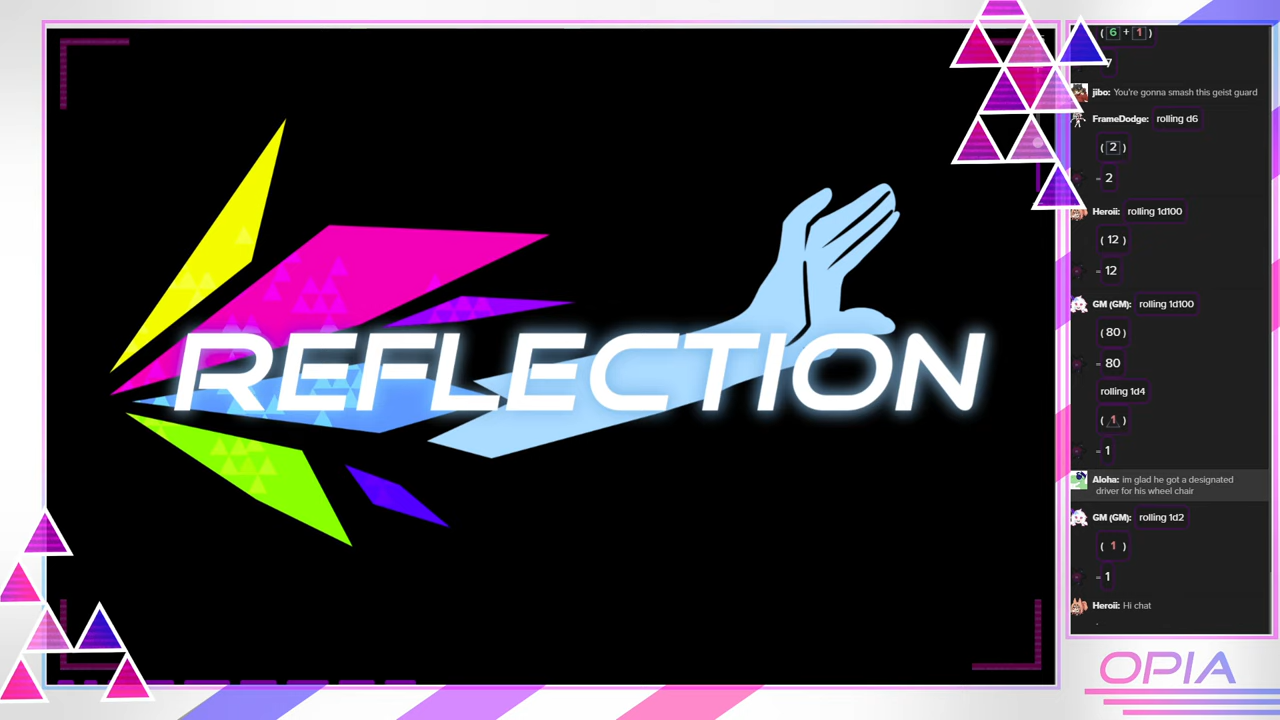 REFLECTION
( 6 + 1 )
7
jibo: You're gonna smash this geist guard
FrameDodge: rolling d6
( 2 )
= 2
Heroii: rolling 1d100
( 12 )
= 12
GM (GM): rolling 1d100
( 80 )
= 80
rolling 1d4
( 1 )
= 1
Aloha: im glad he got a designated
driver for his wheel chair
GM (GM): rolling 1d2
( 1 )
= 1
Heroii: Hi chat
OPIA